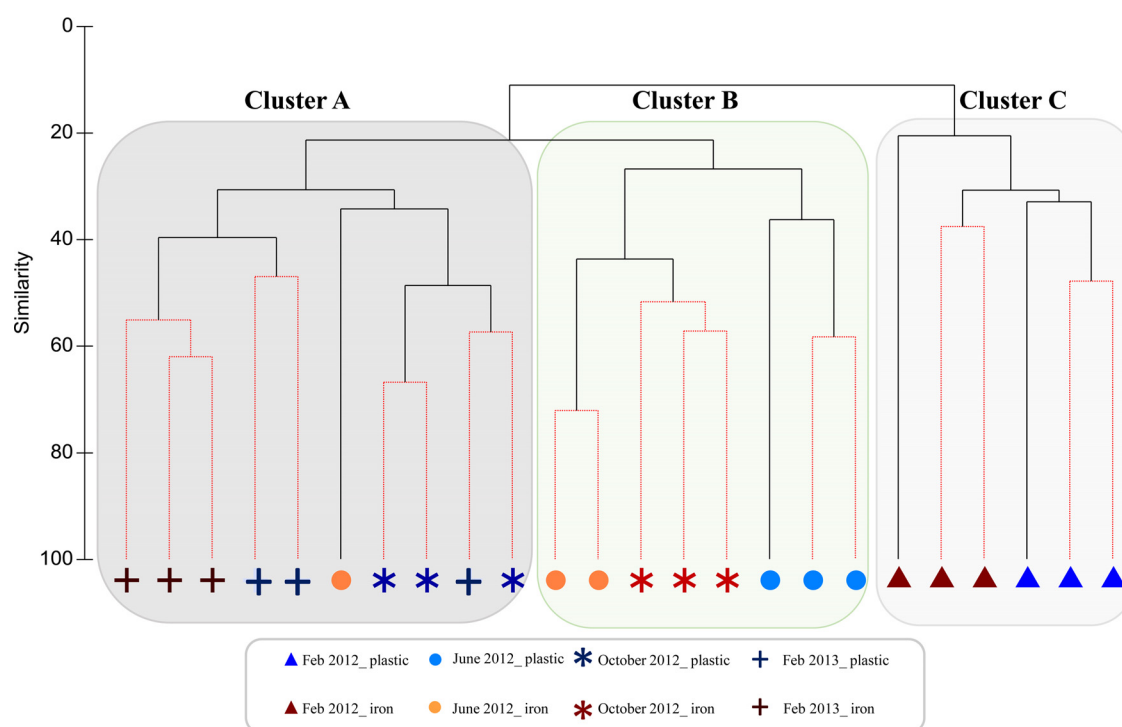 0
Cluster A
Cluster B
Cluster C
20
40
Similarity
60
80
100
Feb 2012_ plastic
June 2012_ plastic
October 2012_ plastic
Feb 2013_ plastic
Feb 2012_ iron
June 2012_ iron
October 2012_ iron
Feb 2013_ iron